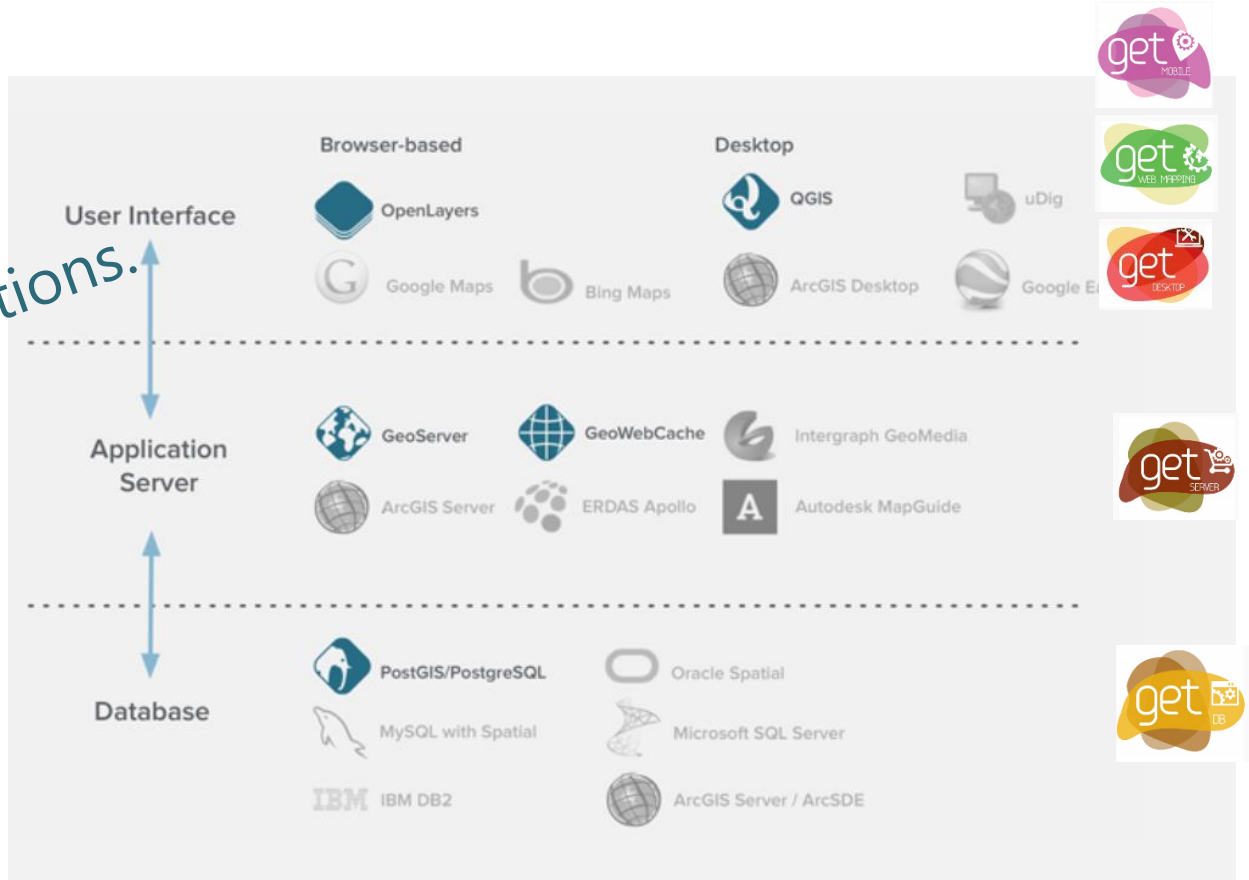 get
MOBILE
Browser-based
Desktop
get
WEB MAPPING
User Interface
OpenLayers
QGIS
uDig
tions.
G
Google Maps
Bing Maps
ArcGIS Desktop
Google Ea
get
DESKTOP
Application
Server
GeoServer
GeoWebCache
Intergraph GeoMedia
ArcGIS Server
ERDAS Apollo
A
Autodesk MapGuide
get
SERVER
Database
PostGIS/PostgreSQL
Oracle Spatial
MySQL with Spatial
Microsoft SQL Server
IBM
IBM DB2
ArcGIS Server / ArcSDE
get
DB